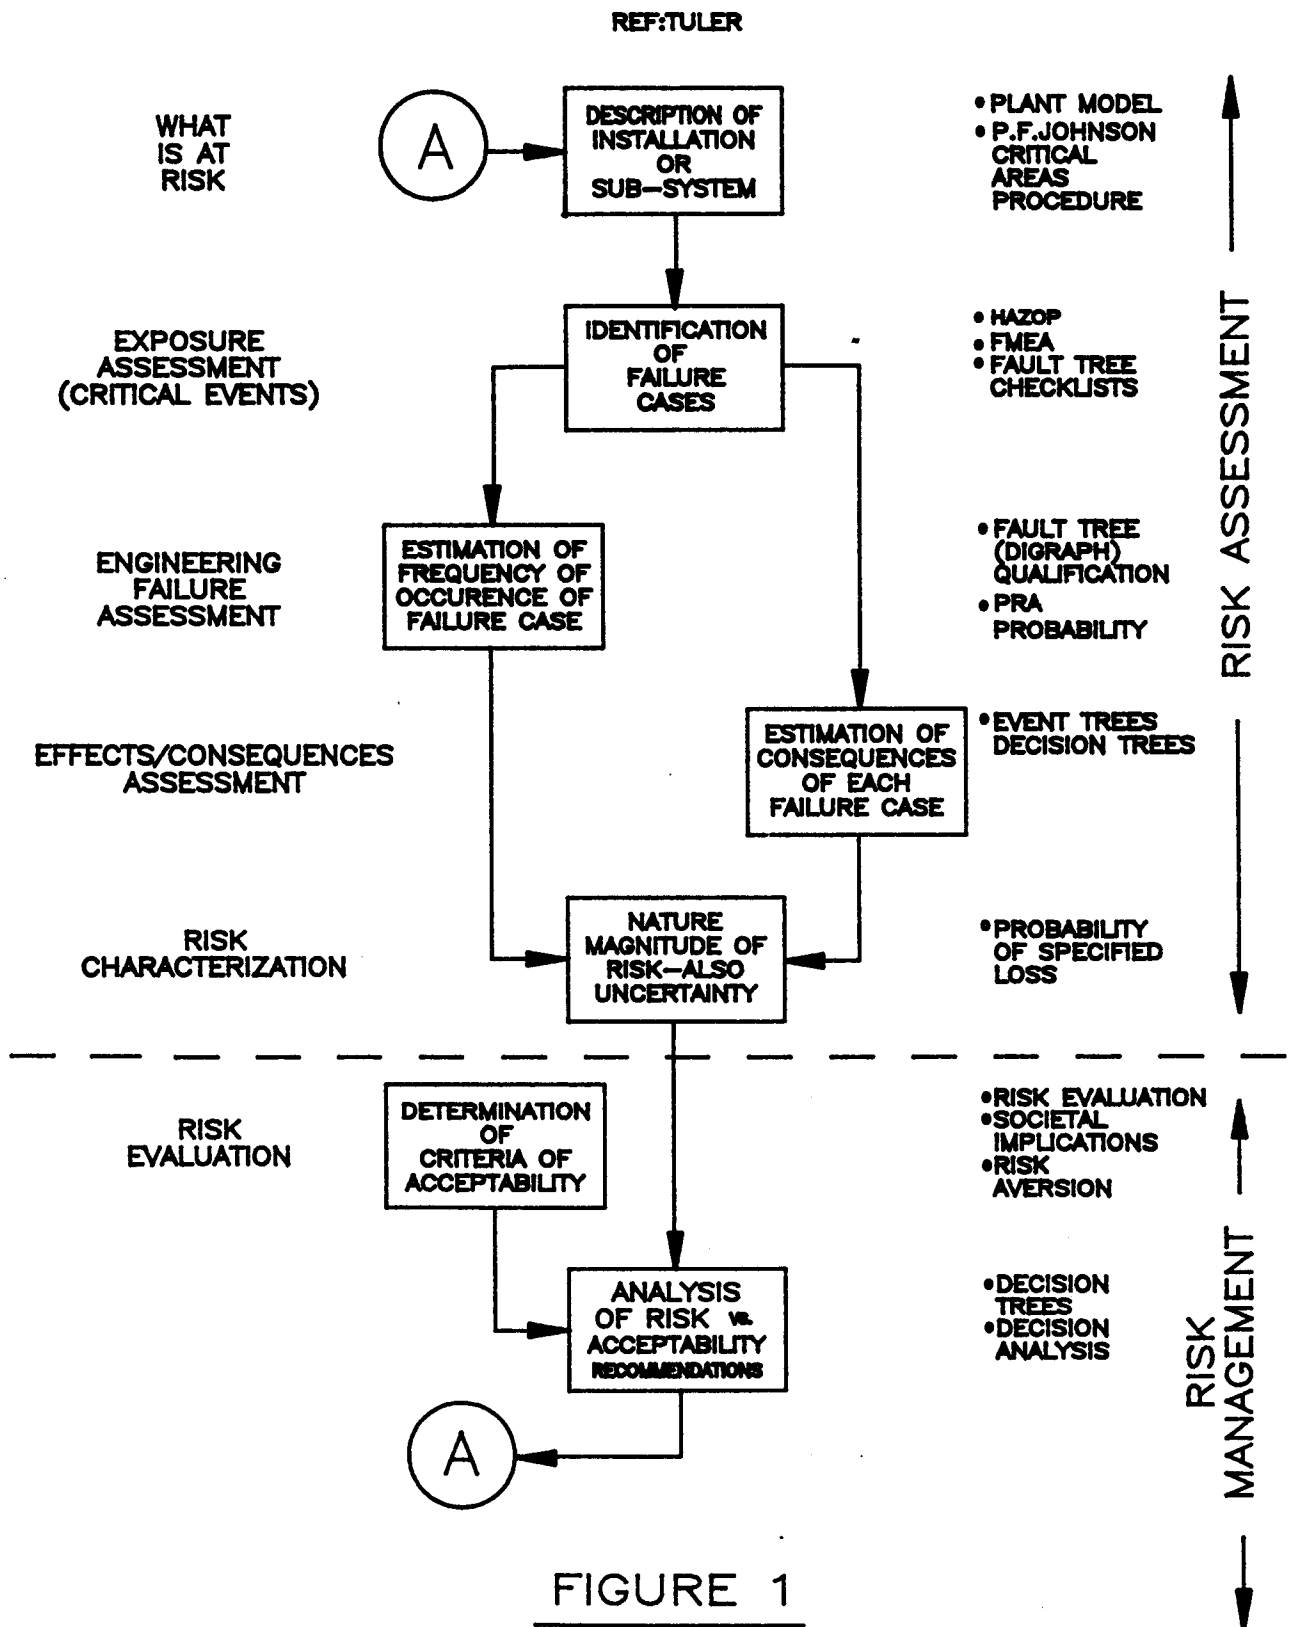 REF:TULER
WHAT
IS AT
RISK
A
DESCRIPTION OF
INSTALLATION
OR
SUB-SYSTEM
• PLANT MODEL
• P.F.JOHNSON
CRITICAL
AREAS
PROCEDURE
EXPOSURE
ASSESSMENT
(CRITICAL EVENTS)
IDENTIFICATION
OF
FAILURE
CASES
• HAZOP
• FMEA
• FAULT TREE
CHECKLISTS
RISK ASSESSMENT
ENGINEERING
FAILURE
ASSESSMENT
ESTIMATION OF
FREQUENCY OF
OCCURENCE OF
FAILURE CASE
• FAULT TREE
(DIGRAPH)
QUALIFICATION
• PRA
PROBABILITY
EFFECTS/CONSEQUENCES
ASSESSMENT
ESTIMATION OF
CONSEQUENCES
OF EACH
FAILURE CASE
• EVENT TREES
DECISION TREES
RISK
CHARACTERIZATION
NATURE
MAGNITUDE OF
RISK-ALSO
UNCERTAINTY
• PROBABILITY
OF SPECIFIED
LOSS
RISK
EVALUATION
DETERMINATION
OF
CRITERIA OF
ACCEPTABILITY
• RISK EVALUATION
• SOCIETAL
IMPLICATIONS
• RISK
AVERSION
ANALYSIS
OF RISK vs.
ACCEPTABILITY
RECOMMENDATIONS
• DECISION
TREES
• DECISION
ANALYSIS
RISK
MANAGEMENT
A
FIGURE 1